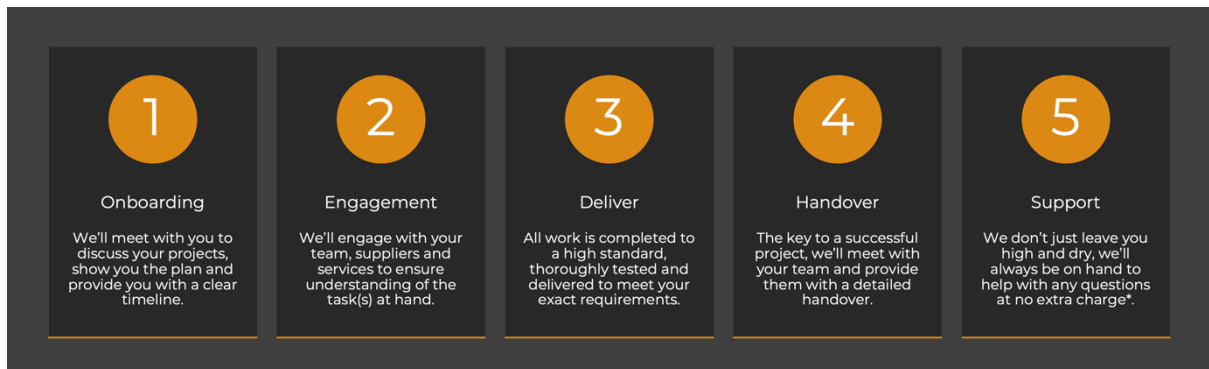 1
Onboarding
We'll meet with you to
discuss your projects,
show you the plan and
provide you with a clear
timeline.
2
Engagement
We'll engage with your
team, suppliers and
services to ensure
understanding of the
task(s) at hand.
3
Deliver
All work is completed to
a high standard,
thoroughly tested and
delivered to meet your
exact requirements.
4
Handover
The key to a successful
project, we'll meet with
your team and provide
them with a detailed
handover.
5
Support
We don't just leave you
high and dry, we'll
always be on hand to
help with any questions
at no extra charge*.